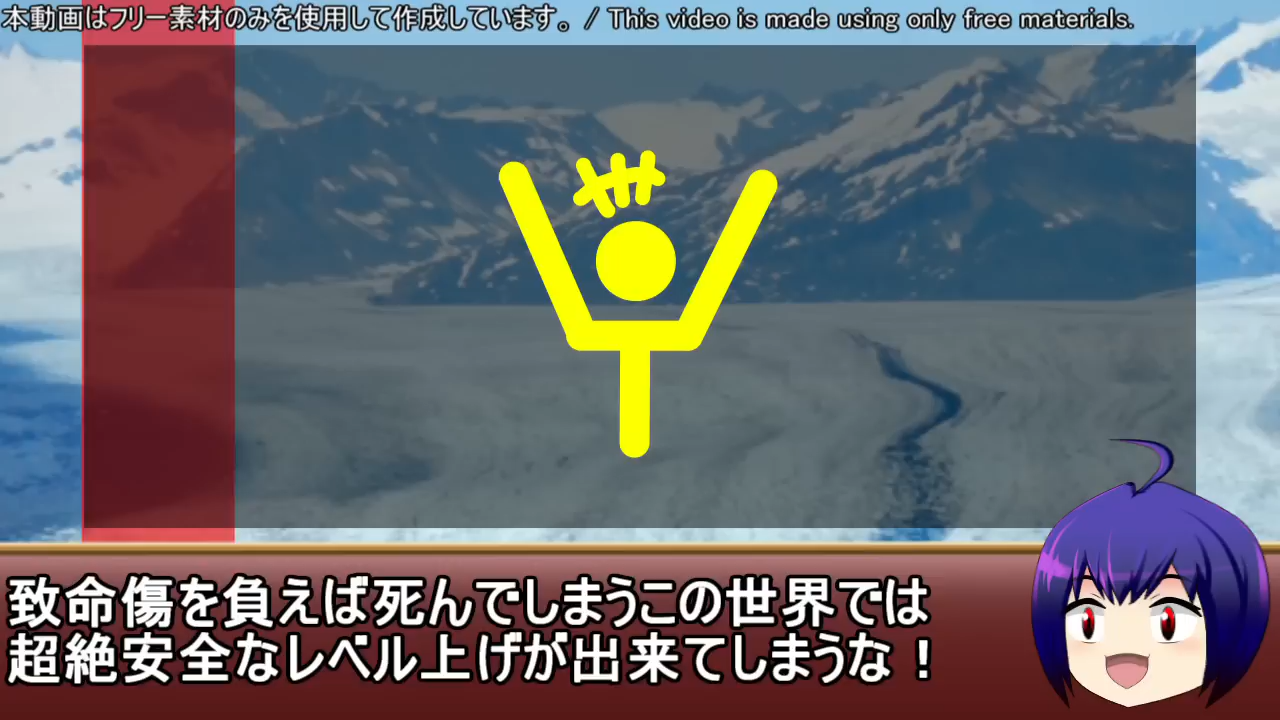 本動画はフリー素材のみを使用して作成しています。 / This video is made using only free materials.
致命傷を負えば死んでしまうこの世界では
超絶安全なレベル上げが出来てしまうな！